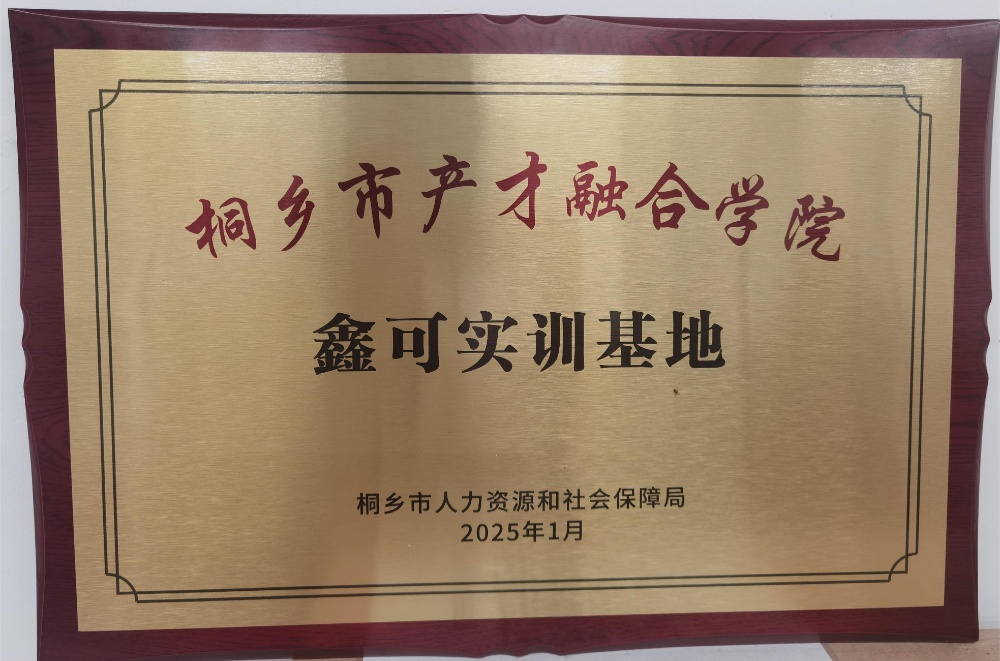 桐乡市产才融合学院
鑫可实训基地
桐乡市人力资源和社会保障局
2025年1月